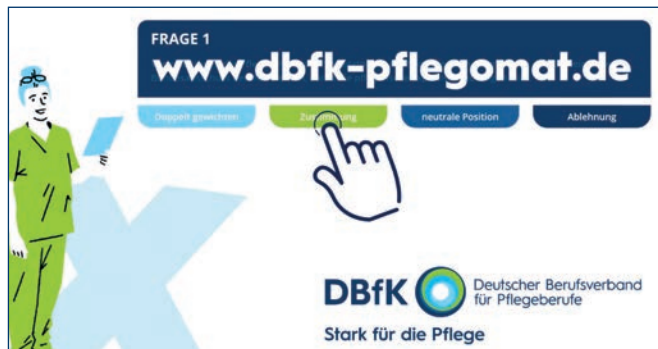 FRAGE 1
www.dbfk-pflegomat.de
Doppelt gewichten
Zustimmung
neutrale Position
Ablehnung
DBfK
Deutscher Berufsverband
für Pflegeberufe
Stark für die Pflege